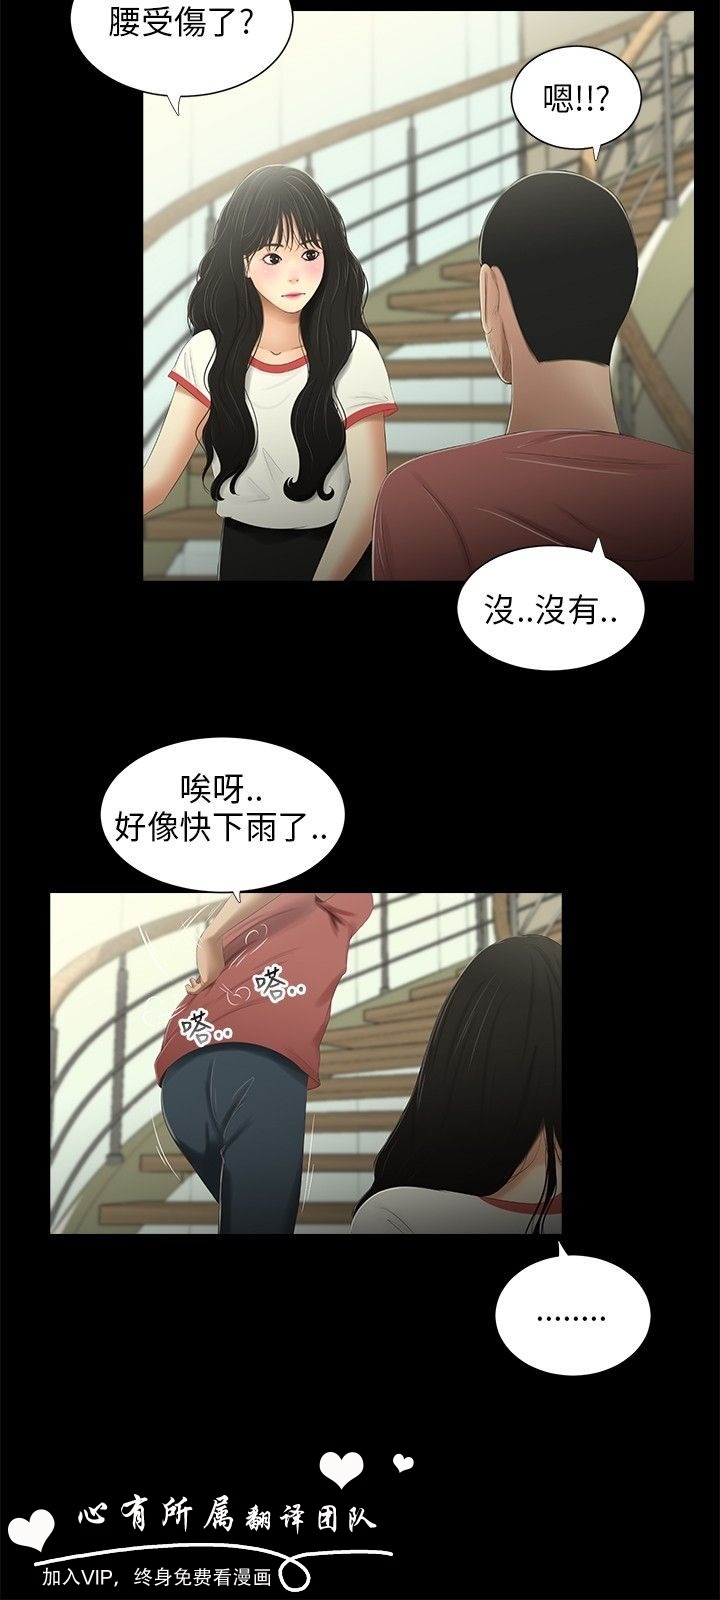 腰受傷了?
嗯!!?
沒..沒有..
唉呀..
好像快下雨了..
嗒..
嗒..
........
心有所属翻译团队
加入VIP，终身免费看漫画